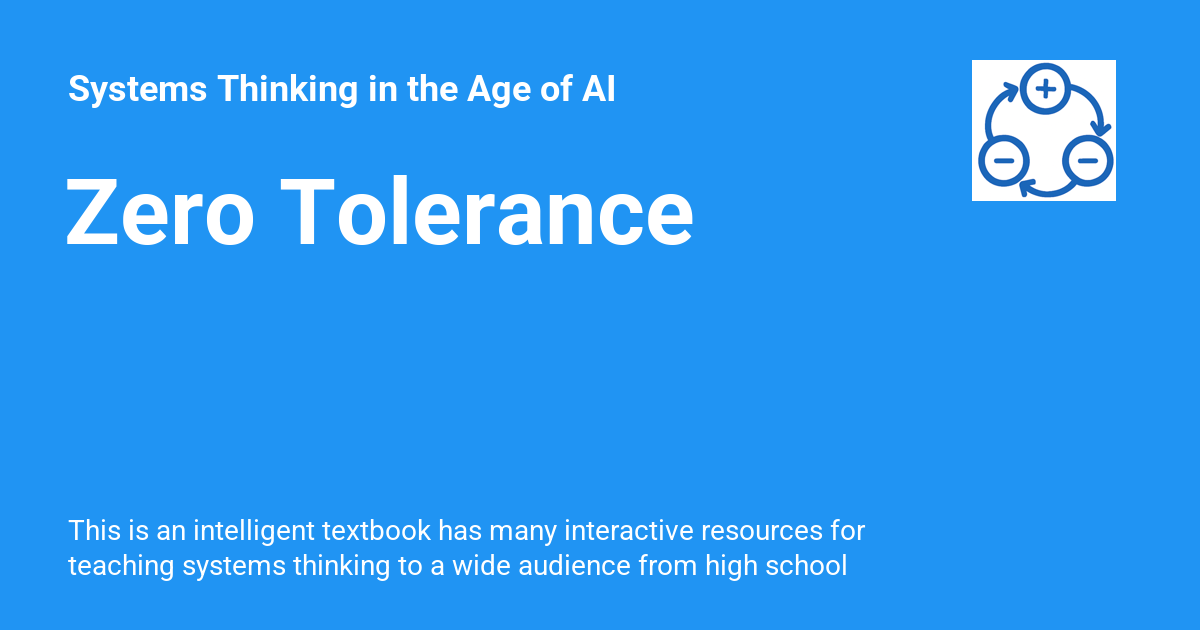 Systems Thinking in the Age of AI
Zero Tolerance
This is an intelligent textbook has many interactive resources for
teaching systems thinking to a wide audience from high school